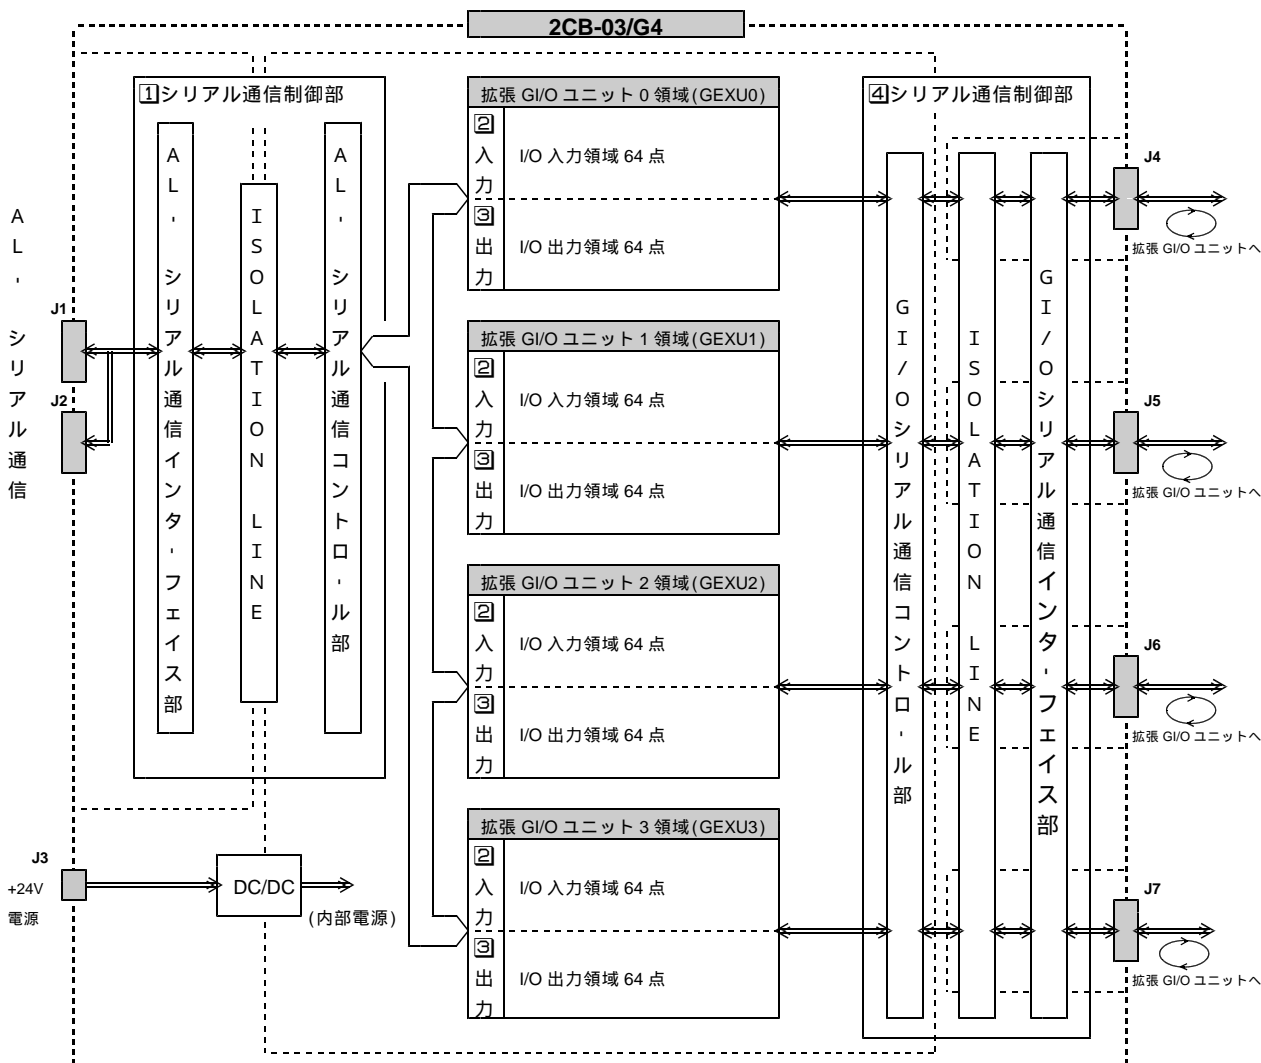 2CB-03/G4
AL-シリアル通信
J1
J2
J3
+24V
電源
1シリアル通信制御部
AL-シリアル通信インタ-フェイス部
ISOLATION LINE
AL-シリアル通信コントロ-ル部
DC/DC
(内部電源)
拡張 GI/O ユニット 0 領域(GEXU0)
2入力
I/O 入力領域 64 点
3出力
I/O 出力領域 64 点
拡張 GI/O ユニット 1 領域(GEXU1)
2入力
I/O 入力領域 64 点
3出力
I/O 出力領域 64 点
拡張 GI/O ユニット 2 領域(GEXU2)
2入力
I/O 入力領域 64 点
3出力
I/O 出力領域 64 点
拡張 GI/O ユニット 3 領域(GEXU3)
2入力
I/O 入力領域 64 点
3出力
I/O 出力領域 64 点
4シリアル通信制御部
GI/Oシリアル通信コントロ-ル部
ISOLATION LINE
GI/Oシリアル通信インタ-フェイス部
J4
拡張 GI/O ユニットへ
J5
拡張 GI/O ユニットへ
J6
拡張 GI/O ユニットへ
J7
拡張 GI/O ユニットへ